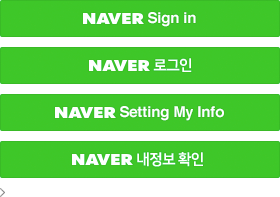 NAVER Sign in
NAVER 로그인
NAVER Setting My Info
NAVER 내정보 확인